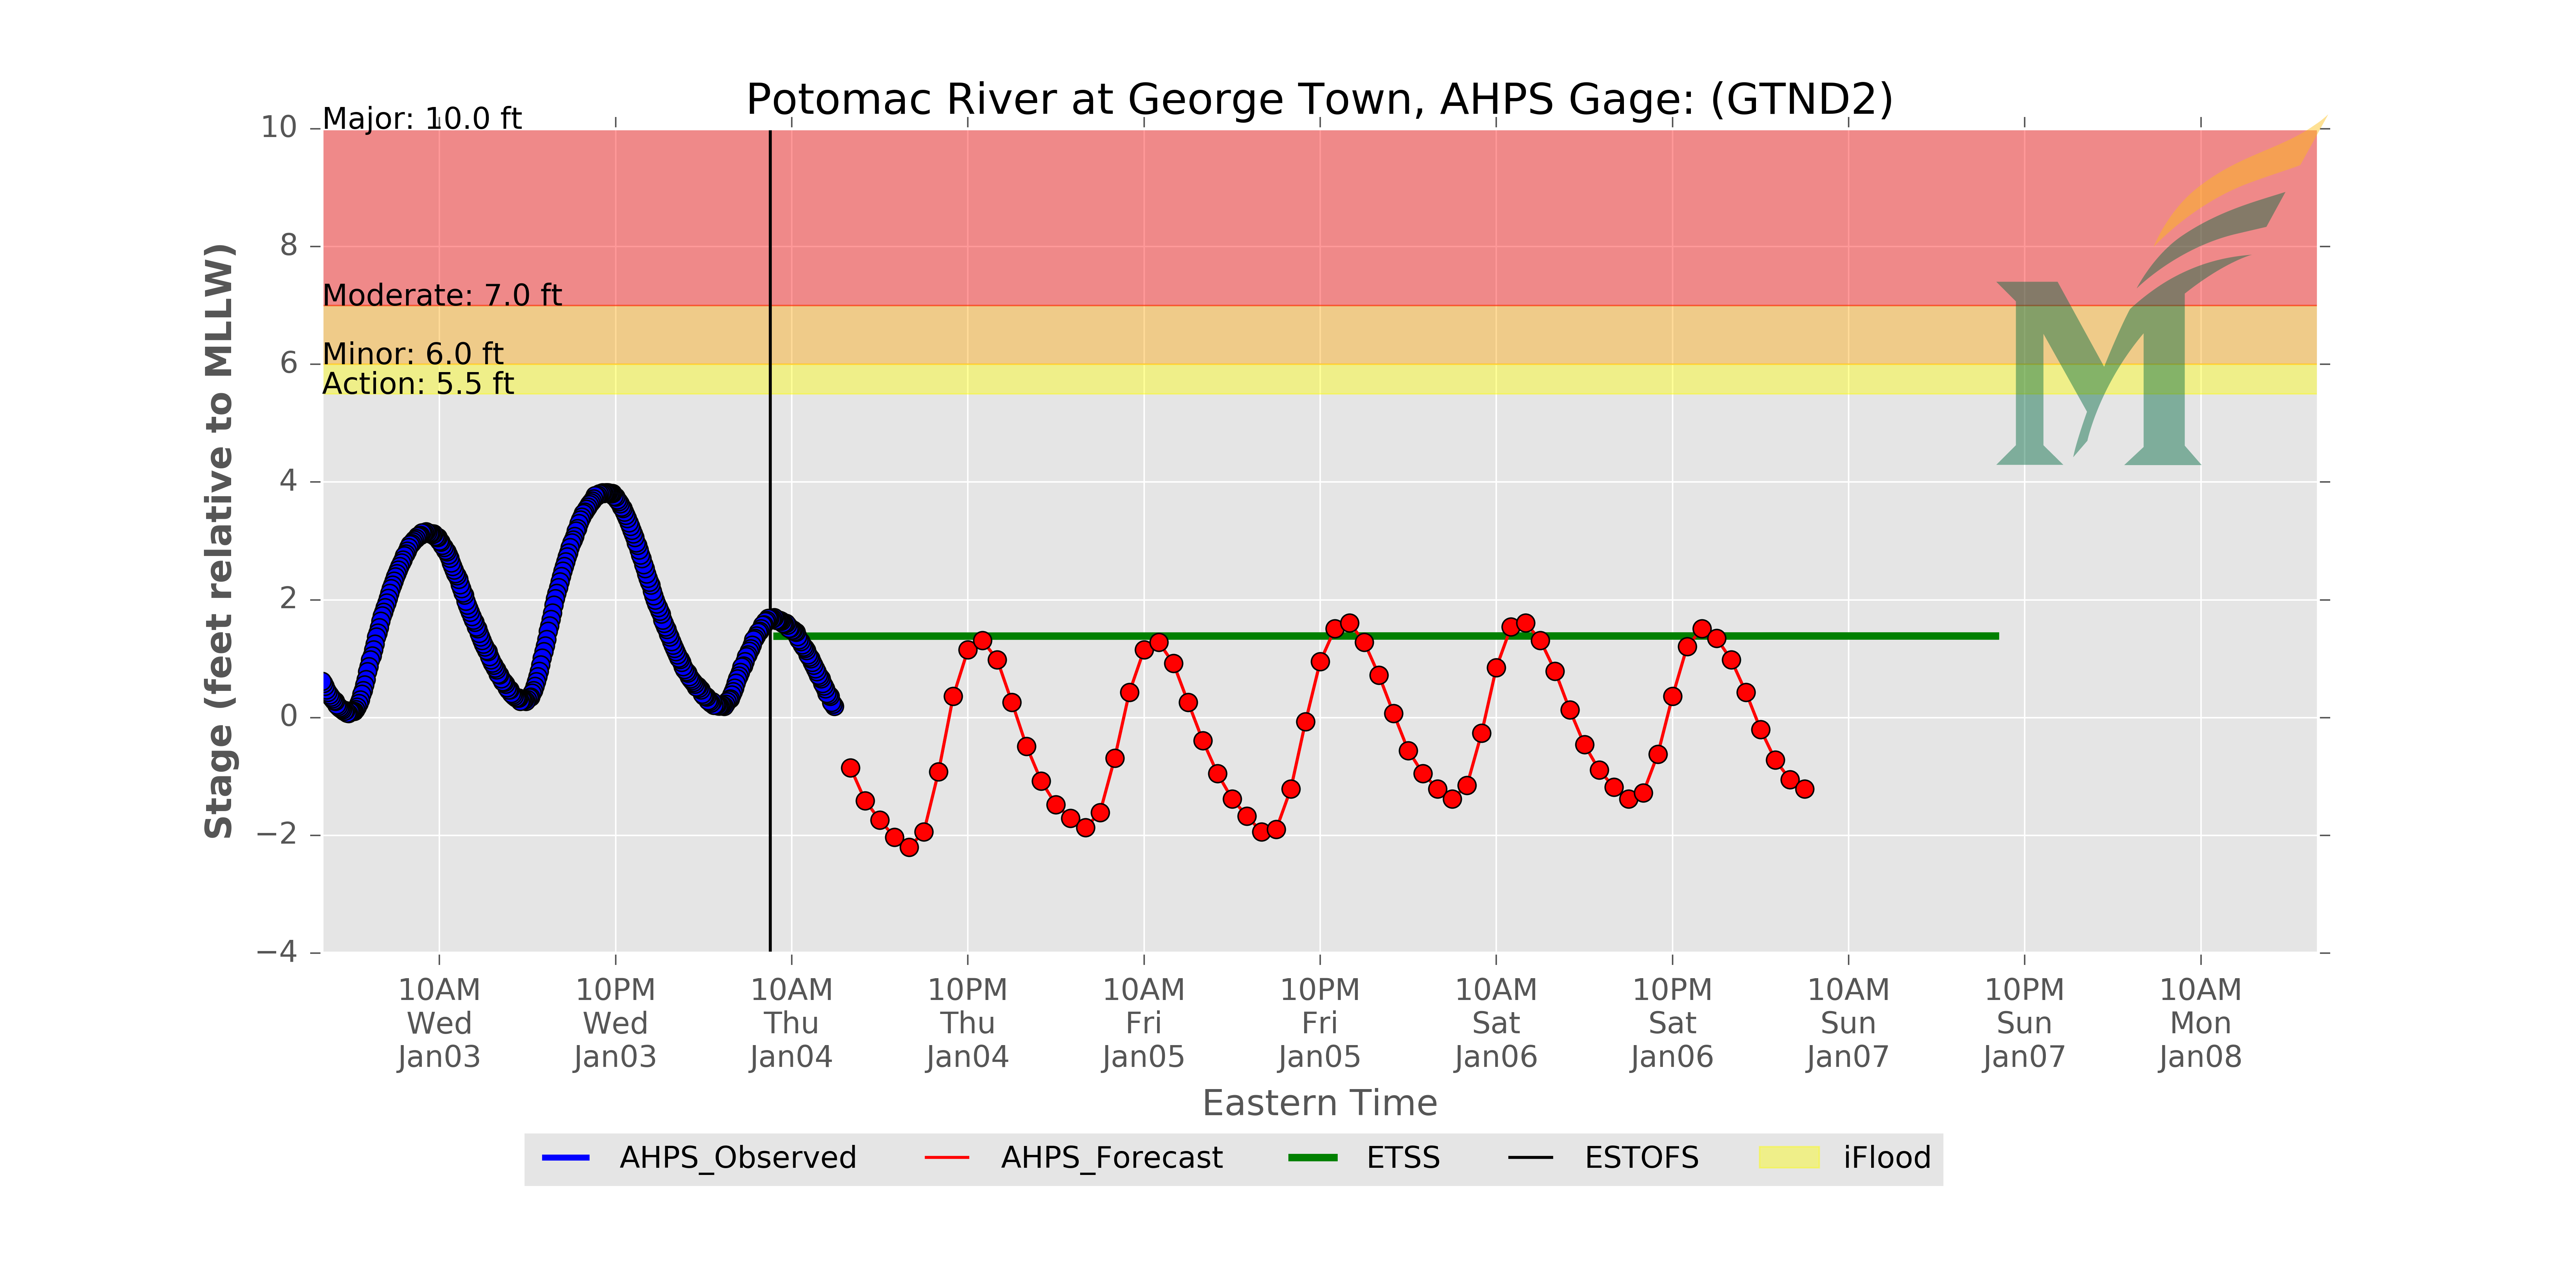 Potomac River at George Town, AHPS Gage: (GTND2)
Major: 10.0 ft
Moderate: 7.0 ft
Minor: 6.0 ft
Action: 5.5 ft
Stage (feet relative to MLLW)
10
8
6
4
2
0
−2
−4
10AM Wed Jan03
10PM Wed Jan03
10AM Thu Jan04
10PM Thu Jan04
10AM Fri Jan05
10PM Fri Jan05
10AM Sat Jan06
10PM Sat Jan06
10AM Sun Jan07
10PM Sun Jan07
10AM Mon Jan08
Eastern Time
AHPS_Observed AHPS_Forecast ETSS ESTOFS iFlood
M